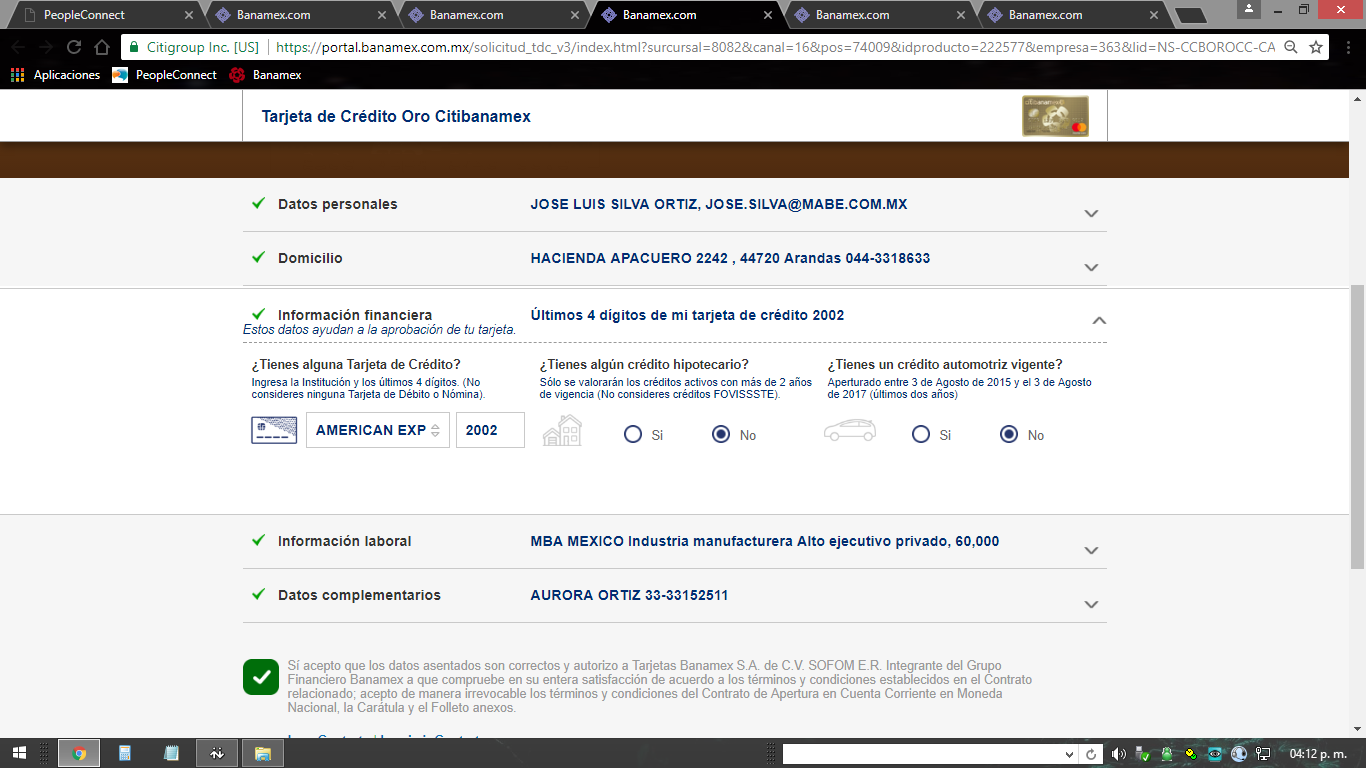 PeopleConnect
Banamex.com
Banamex.com
Banamex.com
Banamex.com
Banamex.com
Citigroup Inc. [US] | https://portal.banamex.com.mx/solicitud_tdc_v3/index.html?surcursal=8082&canal=16&pos=74009&idproducto=222577&empresa=363&lid=NS-CCBOROCC-CA
Aplicaciones PeopleConnect Banamex
Tarjeta de Crédito Oro Citibanamex
Datos personales JOSE LUIS SILVA ORTIZ, JOSE.SILVA@MABE.COM.MX
Domicilio HACIENDA APACUERO 2242 , 44720 Arandas 044-3318633
Información financiera Últimos 4 dígitos de mi tarjeta de crédito 2002
Estos datos ayudan a la aprobación de tu tarjeta.
¿Tienes alguna Tarjeta de Crédito?
Ingresa la Institución y los últimos 4 dígitos. (No
consideres ninguna Tarjeta de Débito o Nómina).
AMERICAN EXP 2002
¿Tienes algún crédito hipotecario?
Sólo se valorarán los créditos activos con más de 2 años
de vigencia (No consideres créditos FOVISSSTE).
Si No
¿Tienes un crédito automotriz vigente?
Aperturado entre 3 de Agosto de 2015 y el 3 de Agosto
de 2017 (últimos dos años)
Si No
Información laboral MBA MEXICO Industria manufacturera Alto ejecutivo privado, 60,000
Datos complementarios AURORA ORTIZ 33-33152511
Sí acepto que los datos asentados son correctos y autorizo a Tarjetas Banamex S.A. de C.V. SOFOM E.R. Integrante del Grupo
Financiero Banamex a que compruebe en su entera satisfacción de acuerdo a los términos y condiciones establecidos en el Contrato
relacionado; acepto de manera irrevocable los términos y condiciones del Contrato de Apertura en Cuenta Corriente en Moneda
Nacional, la Carátula y el Folleto anexos.
04:12 p. m.